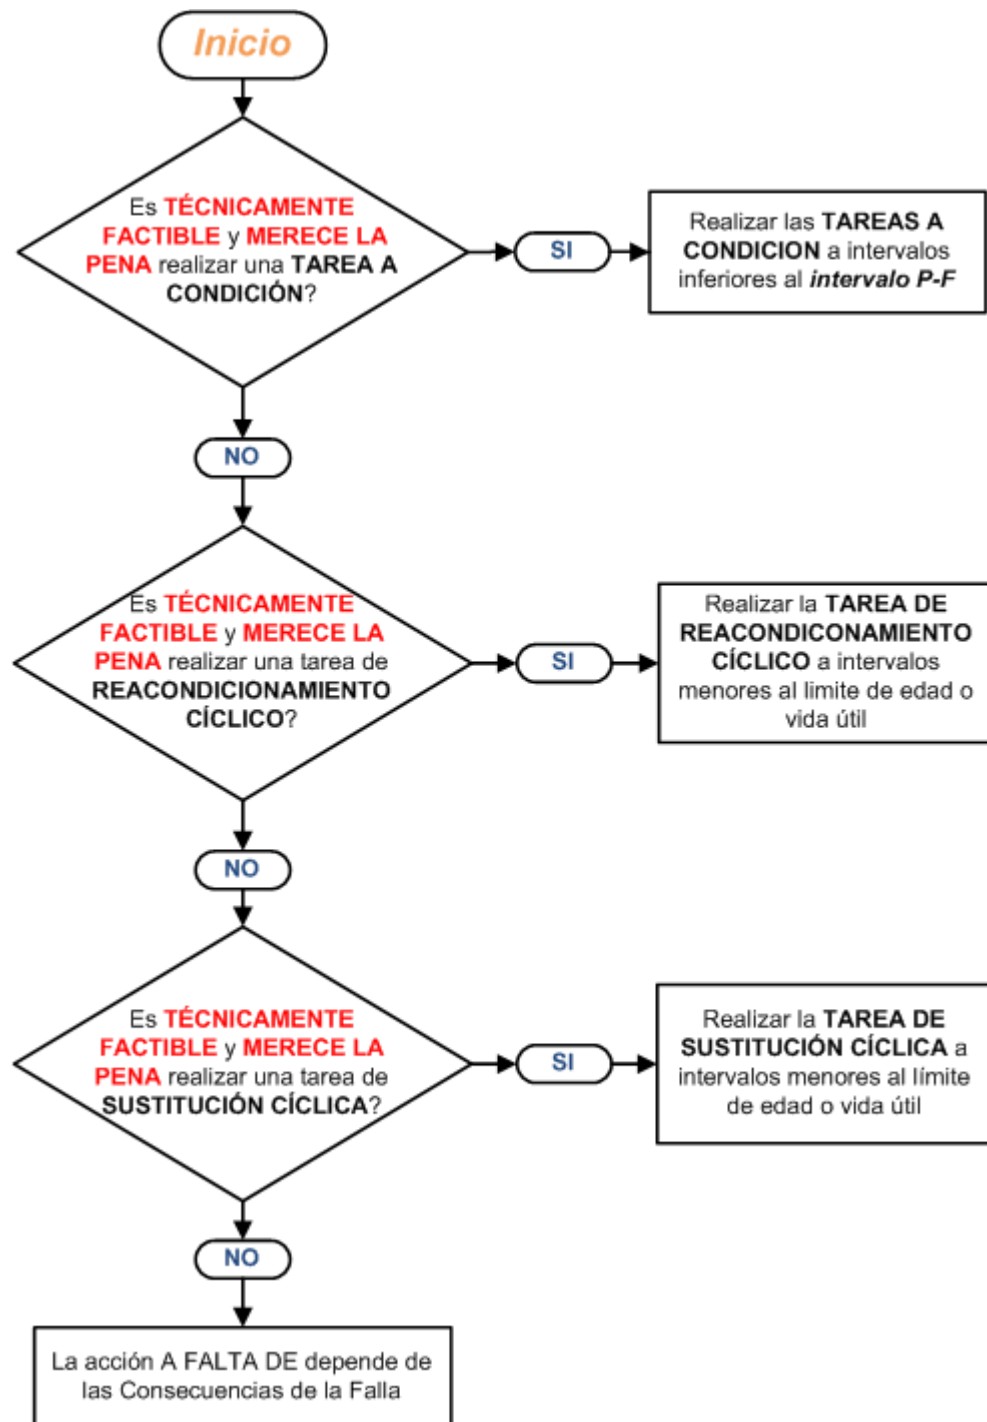 Inicio
Es TÉCNICAMENTE
FACTIBLE y MERECE LA
PENA realizar una TAREA A
CONDICIÓN?
SI
Realizar las TAREAS A
CONDICION a intervalos
inferiores al intervalo P-F
NO
Es TÉCNICAMENTE
FACTIBLE y MERECE LA
PENA realizar una tarea de
REACONDICIONAMIENTO
CÍCLICO?
SI
Realizar la TAREA DE
REACONDICONAMIENTO
CÍCLICO a intervalos
menores al limite de edad o
vida útil
NO
Es TÉCNICAMENTE
FACTIBLE y MERECE LA
PENA realizar una tarea de
SUSTITUCIÓN CÍCLICA?
SI
Realizar la TAREA DE
SUSTITUCIÓN CÍCLICA a
intervalos menores al límite
de edad o vida útil
NO
La acción A FALTA DE depende de
las Consecuencias de la Falla